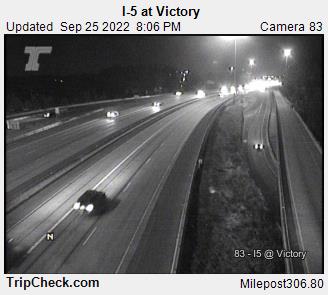 I-5 at Victory
Updated Sep 25 2022 8:06 PM Camera 83
T
N
83 - I5 @ Victory
TripCheck.com Milepost306.80